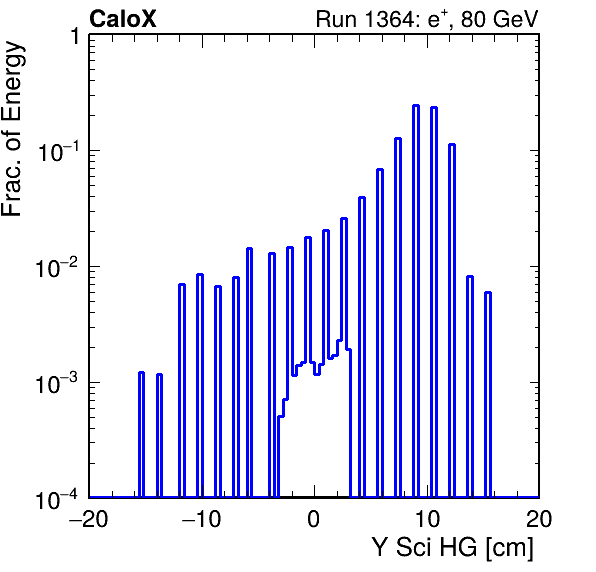 CaloX Run 1364: e⁺, 80 GeV
Frac. of Energy
1
10⁻¹
10⁻²
10⁻³
10⁻⁴
−20 −10 0 10 20
Y Sci HG [cm]